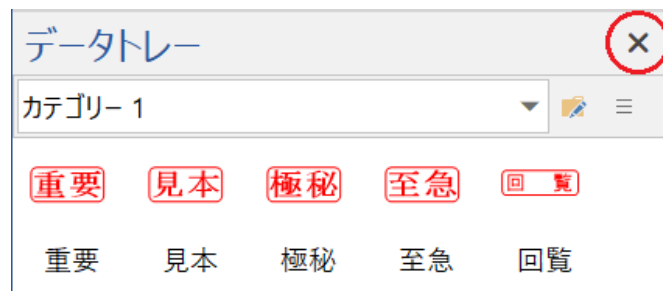 データトレー
カテゴリー 1
重要 見本 極秘 至急 回覧
重要 見本 極秘 至急 回覧